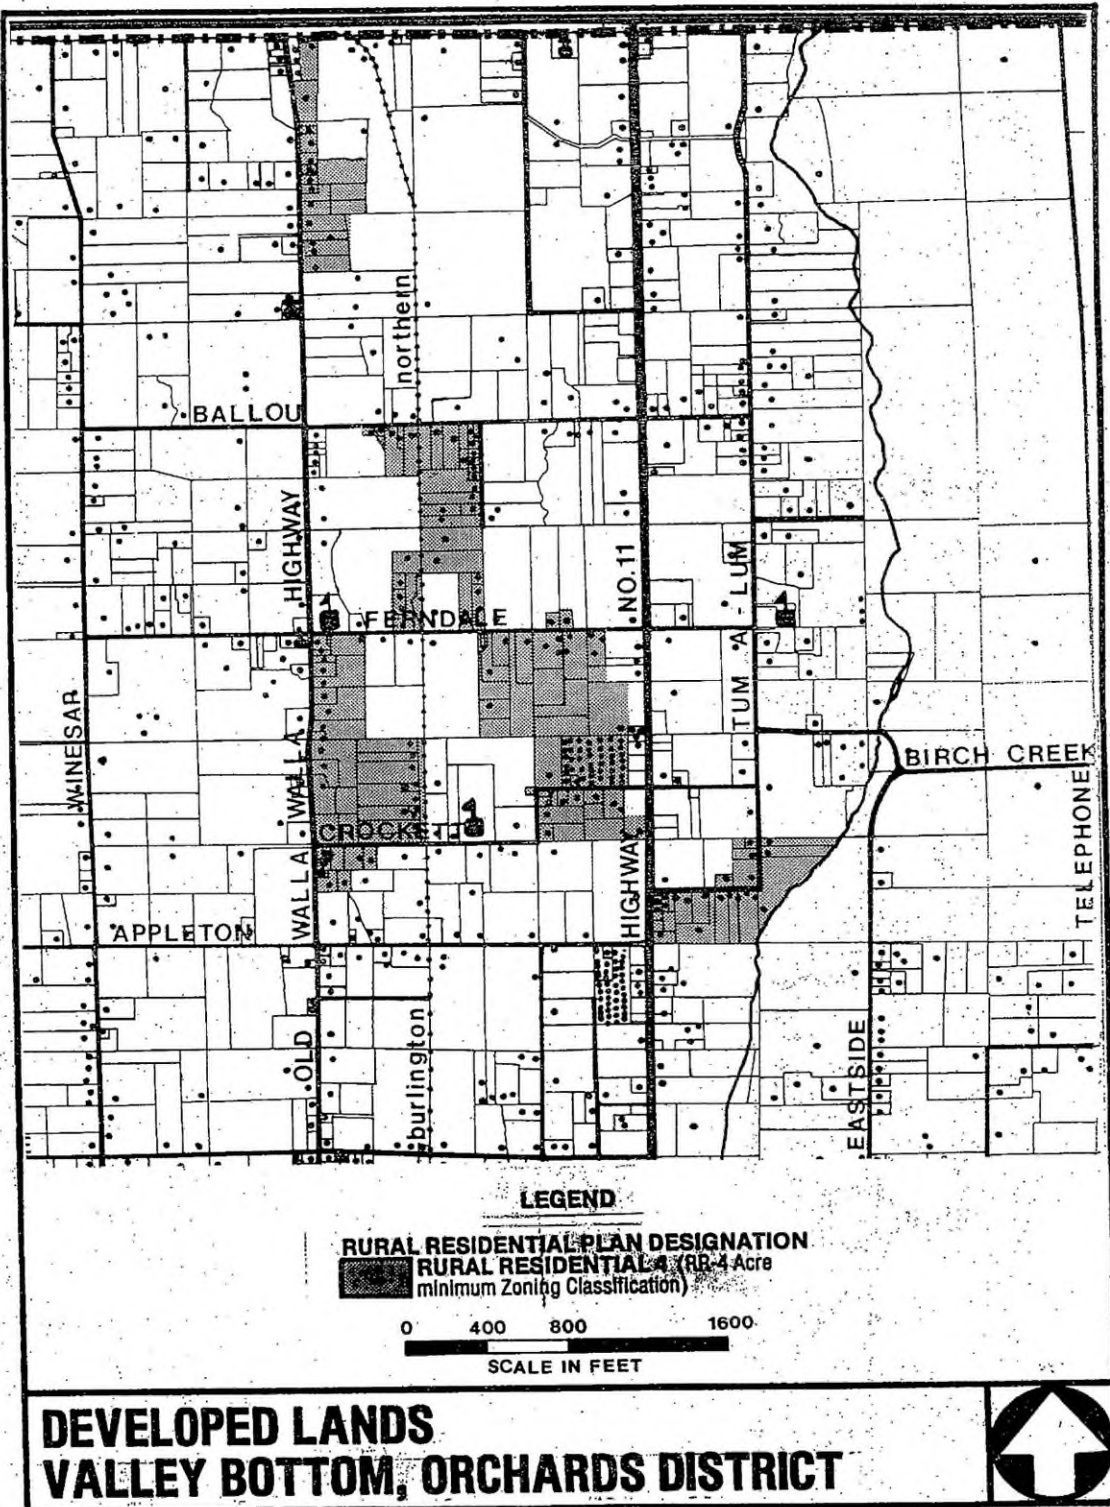 northern
BALLOU
HIGHWAY
NO.11
TUM A - LUM
FERNDALE
WINESAR
WALLA WALLA
BIRCH CREEK
CROCKETT
HIGHWAY
TELEPHONE
APPLETON
OLD
burlington
EASTSIDE
LEGEND
RURAL RESIDENTIAL PLAN DESIGNATION
RURAL RESIDENTIAL 4 (RR-4 Acre
minimum Zoning Classification)
0 400 800 1600
SCALE IN FEET
DEVELOPED LANDS
VALLEY BOTTOM, ORCHARDS DISTRICT